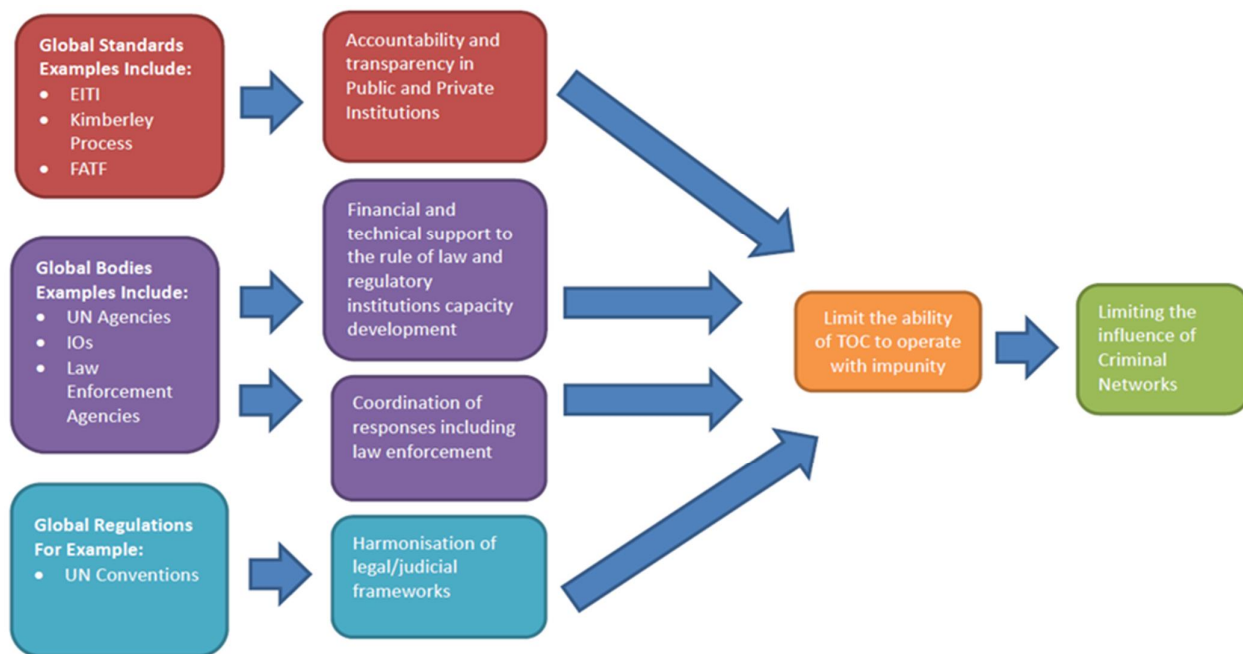 Global Standards
Examples Include:
• EITI
• Kimberley
Process
• FATF
Accountability and
transparency in
Public and Private
Institutions
Global Bodies
Examples Include:
• UN Agencies
• IOs
• Law
Enforcement
Agencies
Financial and
technical support to
the rule of law and
regulatory
institutions capacity
development
Coordination of
responses including
law enforcement
Global Regulations
For Example:
• UN Conventions
Harmonisation of
legal/judicial
frameworks
Limit the ability
of TOC to operate
with impunity
Limiting the
influence of
Criminal
Networks